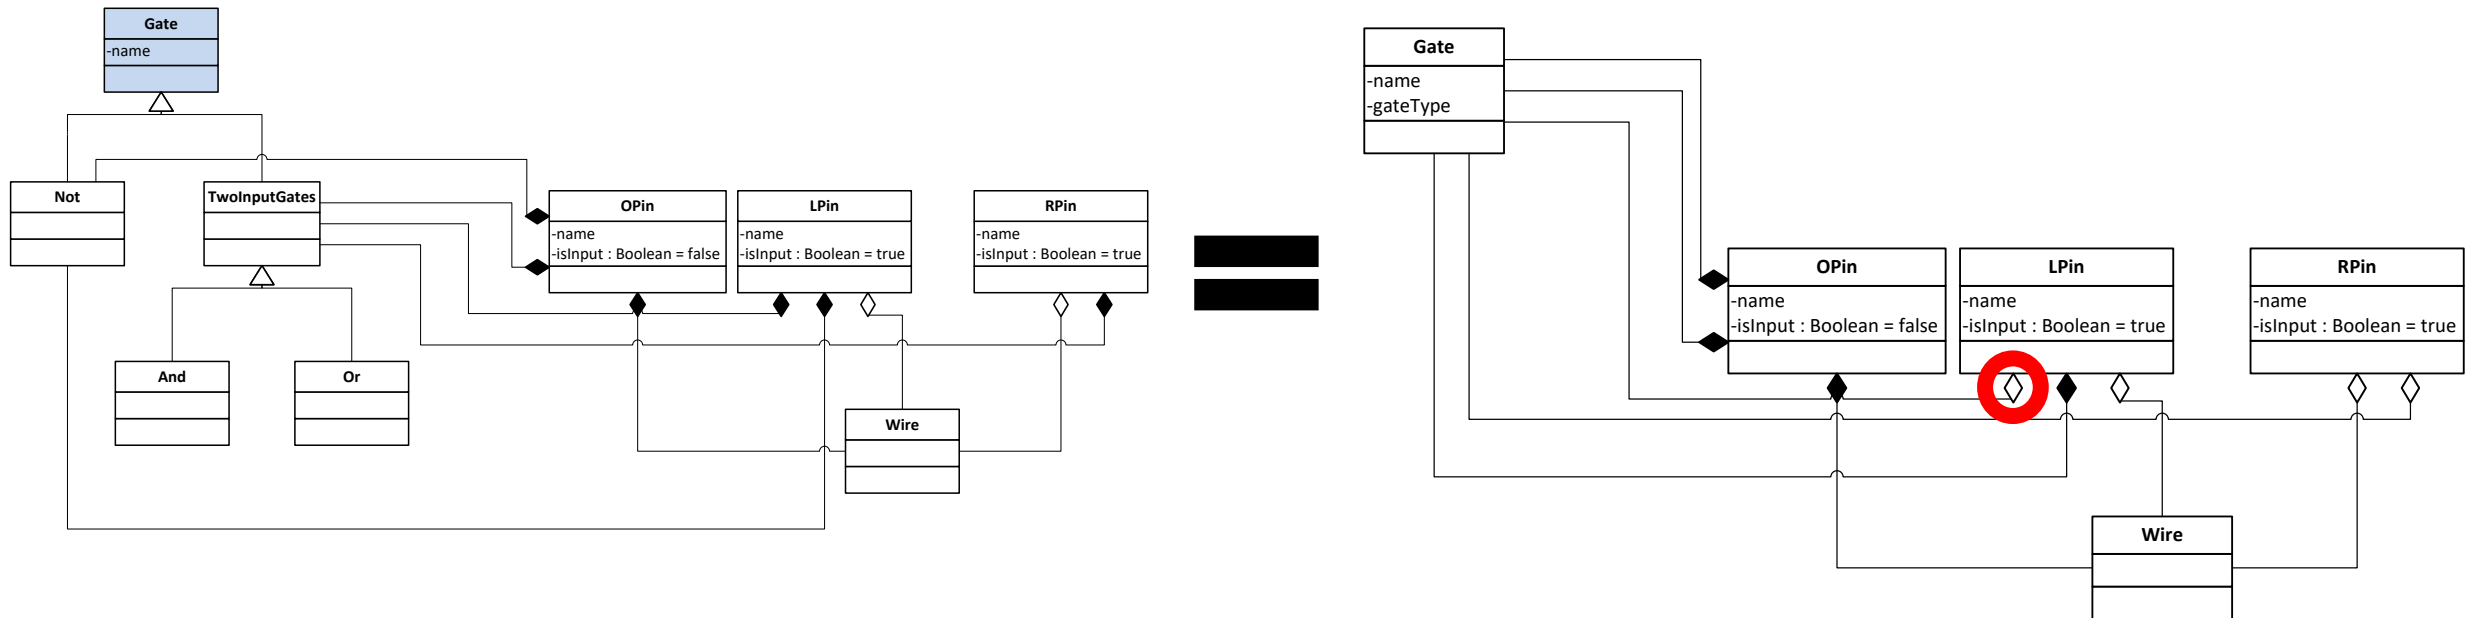 Gate
-name
Not
TwoInputGates
OPin
-name
-isInput : Boolean = false
LPin
-name
-isInput : Boolean = true
RPin
-name
-isInput : Boolean = true
And
Or
Wire
Gate
-name
-gateType
OPin
-name
-isInput : Boolean = false
LPin
-name
-isInput : Boolean = true
RPin
-name
-isInput : Boolean = true
Wire